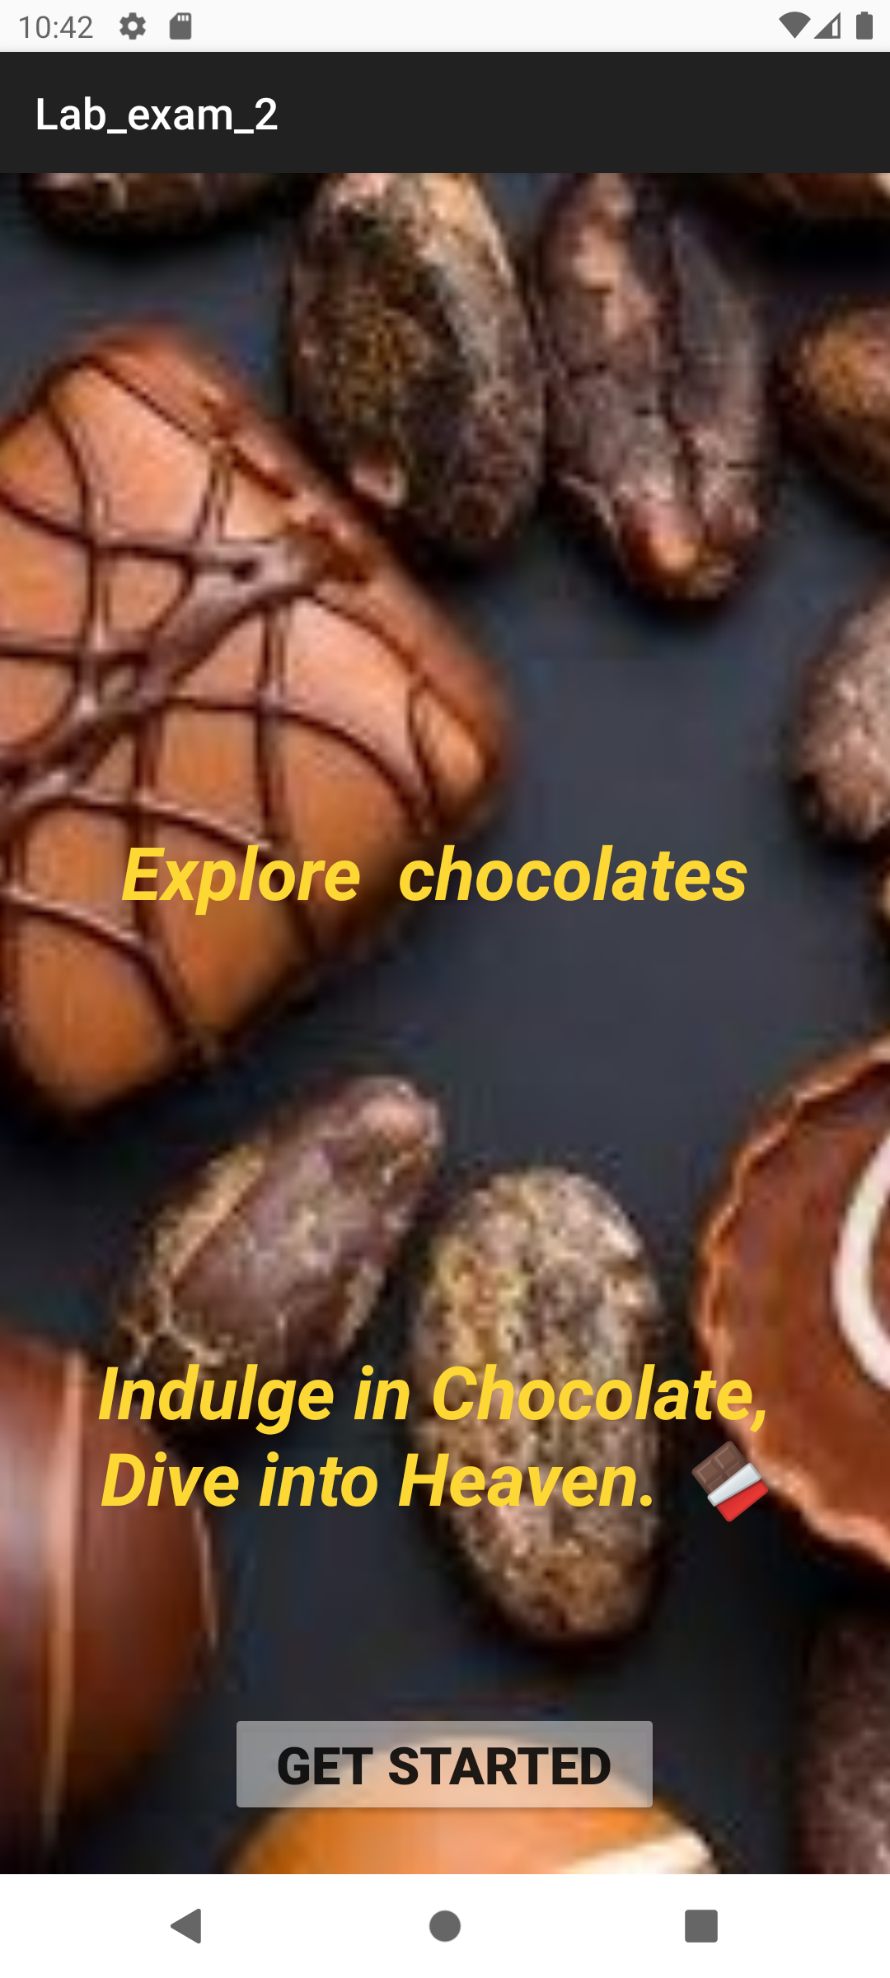 10:42
Lab_exam_2
Explore  chocolates
Indulge in Chocolate,
Dive into Heaven. 🍫
GET STARTED